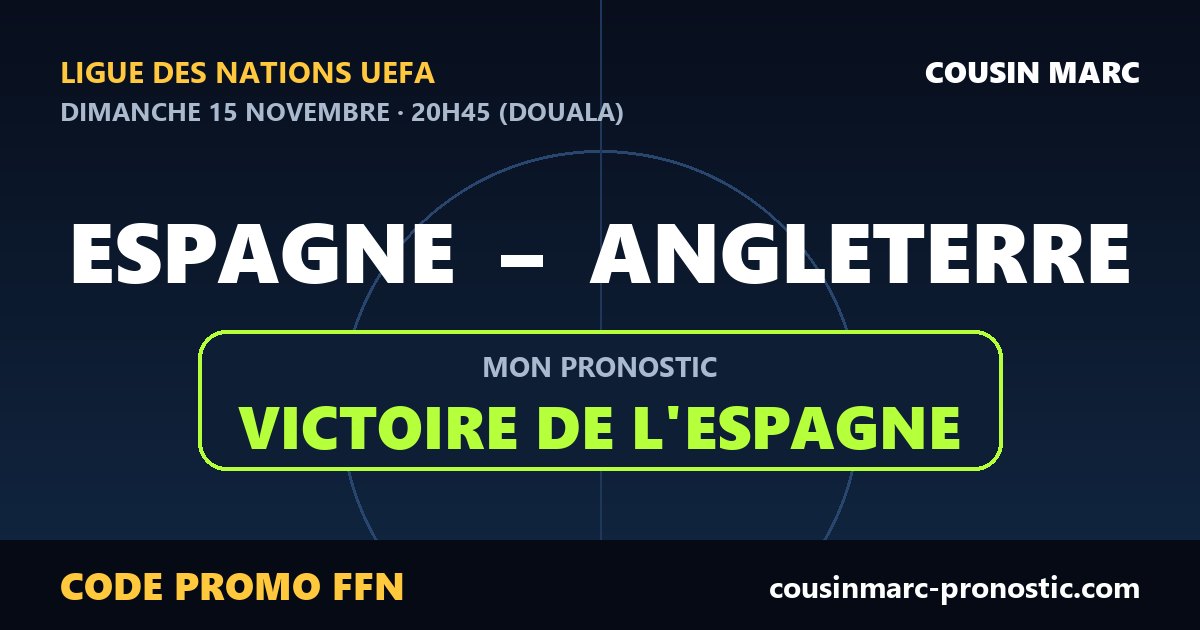 LIGUE DES NATIONS UEFA
COUSIN MARC
DIMANCHE 15 NOVEMBRE · 20H45 (DOUALA)
ESPAGNE – ANGLETERRE
MON PRONOSTIC
VICTOIRE DE L'ESPAGNE
CODE PROMO FFN
cousinmarc-pronostic.com